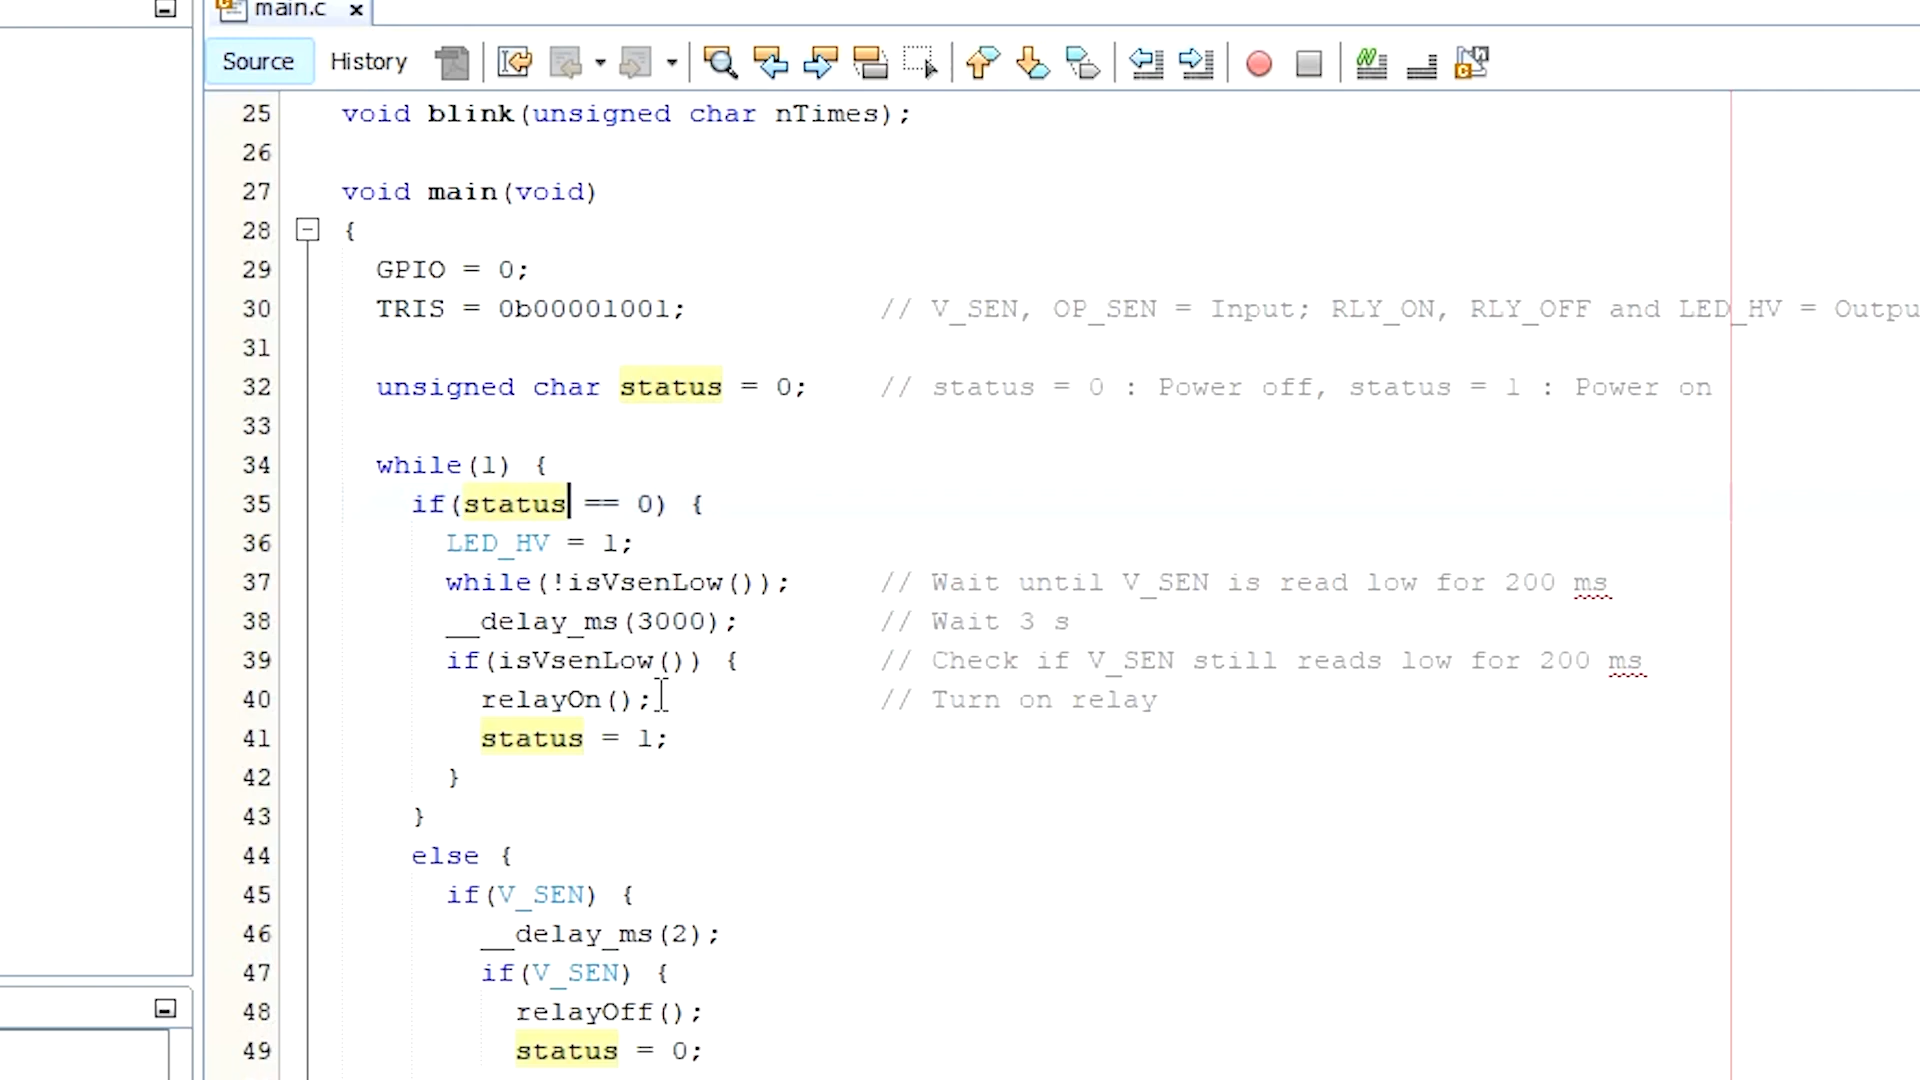 main.c
Source History
25 void blink(unsigned char nTimes);
26
27 void main(void)
28 {
29 GPIO = 0;
30 TRIS = 0b00001001; // V_SEN, OP_SEN = Input; RLY_ON, RLY_OFF and LED_HV = Outpu
31
32 unsigned char status = 0; // status = 0 : Power off, status = 1 : Power on
33
34 while(1) {
35 if(status == 0) {
36 LED_HV = 1;
37 while(!isVsenLow()); // Wait until V_SEN is read low for 200 ms
38 __delay_ms(3000); // Wait 3 s
39 if(isVsenLow()) { // Check if V_SEN still reads low for 200 ms
40 relayOn(); // Turn on relay
41 status = 1;
42 }
43 }
44 else {
45 if(V_SEN) {
46 __delay_ms(2);
47 if(V_SEN) {
48 relayOff();
49 status = 0;